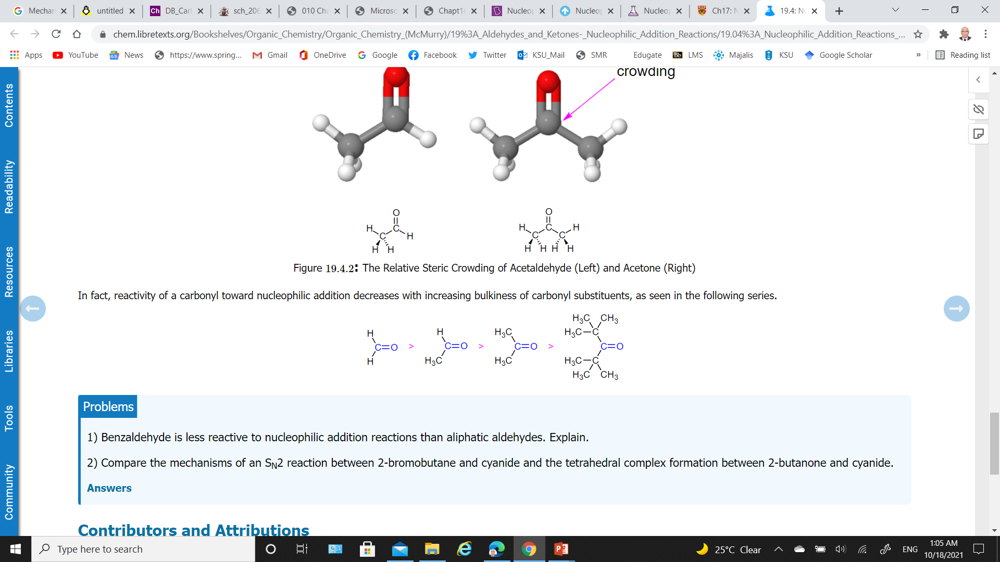 Mechan
untitled
Ch DB_Carl
sch_206
010 Cha
Microsc
Chapt1
Nucleop
Nucleop
Nucleop
Ch17: N
19.4: Nu
chem.libretexts.org/Bookshelves/Organic_Chemistry/Organic_Chemistry_(McMurry)/19%3A_Aldehydes_and_Ketones-_Nucleophilic_Addition_Reactions/19.04%3A_Nucleophilic_Addition_Reactions_...
Apps YouTube News https://www.spring... Gmail OneDrive Google Facebook Twitter KSU_Mail SMR Edugate Bb LMS Majalis KSU Google Scholar » Reading list
Contents
Readability
Resources
Libraries
Tools
Community
crowding
O
H C H
C
H H
O
H C H
C C
H H H H
Figure 19.4.2: The Relative Steric Crowding of Acetaldehyde (Left) and Acetone (Right)
In fact, reactivity of a carbonyl toward nucleophilic addition decreases with increasing bulkiness of carbonyl substituents, as seen in the following series.
H₃C CH₃
H H H₃C H₃C–C
C=O > C=O > C=O > C=O
H H₃C H₃C H₃C–C
H₃C CH₃
Problems
1) Benzaldehyde is less reactive to nucleophilic addition reactions than aliphatic aldehydes. Explain.
2) Compare the mechanisms of an SN2 reaction between 2-bromobutane and cyanide and the tetrahedral complex formation between 2-butanone and cyanide.
Answers
Contributors and Attributions
Type here to search
25°C Clear
ENG
1:05 AM
10/18/2021